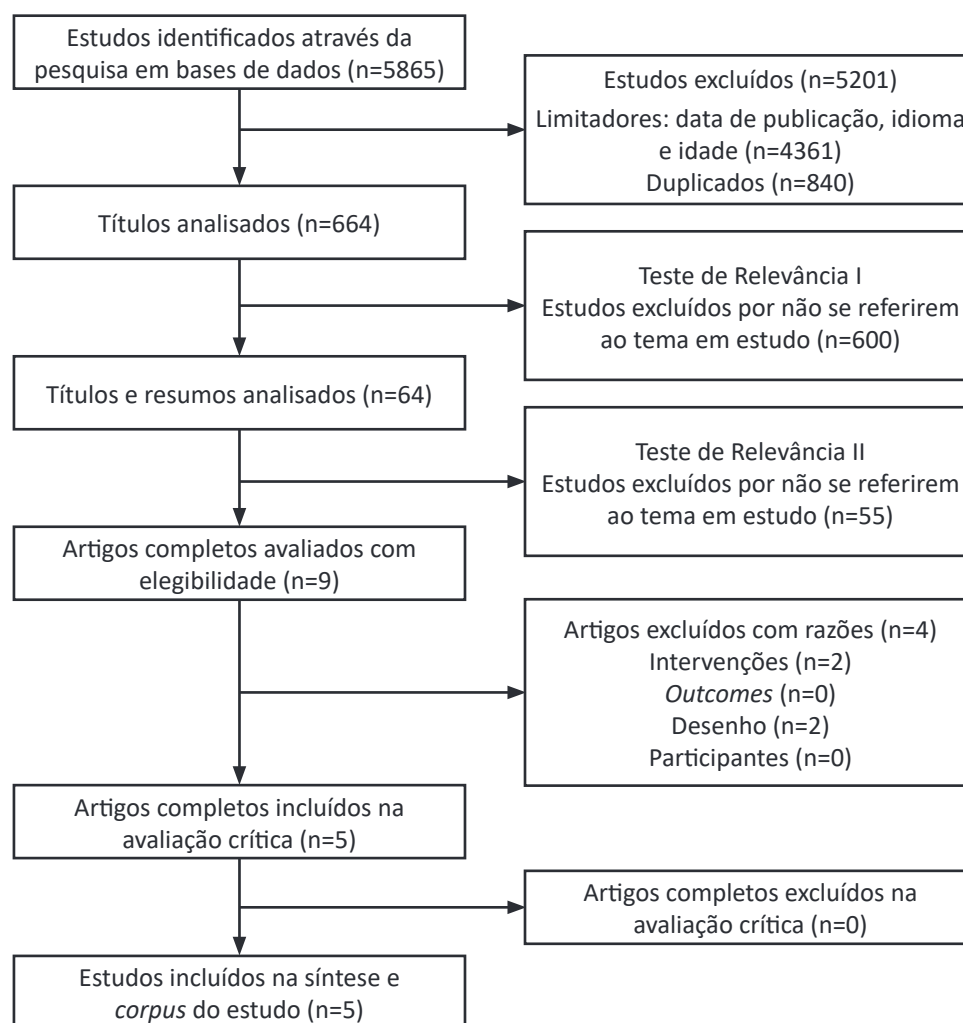 Estudos identificados através da
pesquisa em bases de dados (n=5865)
Estudos excluídos (n=5201)
Limitadores: data de publicação, idioma
e idade (n=4361)
Duplicados (n=840)
Títulos analisados (n=664)
Teste de Relevância I
Estudos excluídos por não se referirem
ao tema em estudo (n=600)
Títulos e resumos analisados (n=64)
Teste de Relevância II
Estudos excluídos por não se referirem
ao tema em estudo (n=55)
Artigos completos avaliados com
elegibilidade (n=9)
Artigos excluídos com razões (n=4)
Intervenções (n=2)
Outcomes (n=0)
Desenho (n=2)
Participantes (n=0)
Artigos completos incluídos na
avaliação crítica (n=5)
Artigos completos excluídos na
avaliação crítica (n=0)
Estudos incluídos na síntese e
corpus do estudo (n=5)